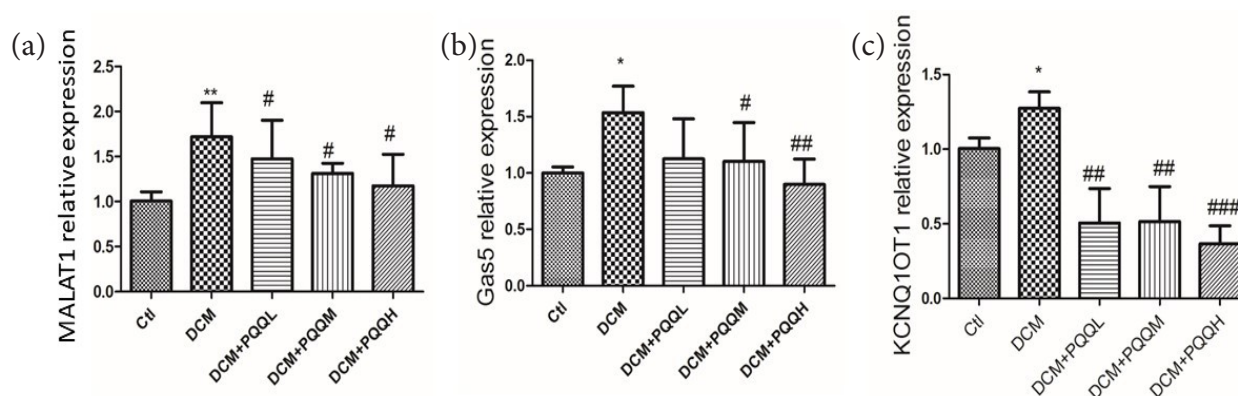 (a)
MALAT1 relative expression
2.5
2.0
1.5
1.0
0.5
0.0
**
#
#
#
Ctl
DCM
DCM+PQQL
DCM+PQQM
DCM+PQQH
(b)
Gas5 relative expression
2.0
1.5
1.0
0.5
0.0
*
#
##
Ctl
DCM
DCM+PQQL
DCM+PQQM
DCM+PQQH
(c)
KCNQ1OT1 relative expression
1.5
1.0
0.5
0.0
*
##
##
###
Ctl
DCM
DCM+PQQL
DCM+PQQM
DCM+PQQH